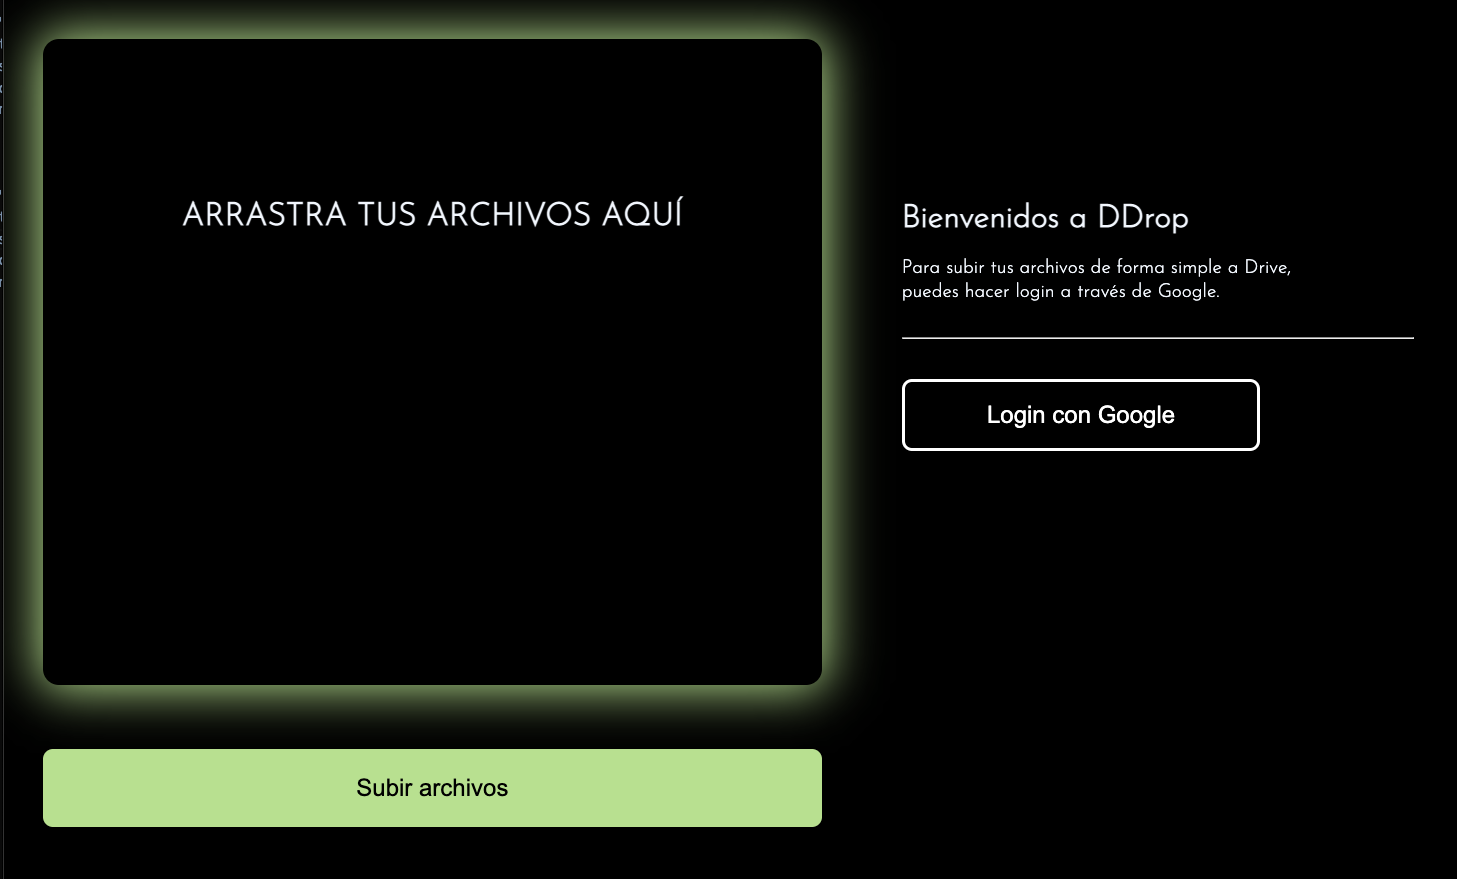 ARRASTRA TUS ARCHIVOS AQUÍ
Bienvenidos a DDrop
Para subir tus archivos de forma simple a Drive,
puedes hacer login a través de Google.
Login con Google
Subir archivos